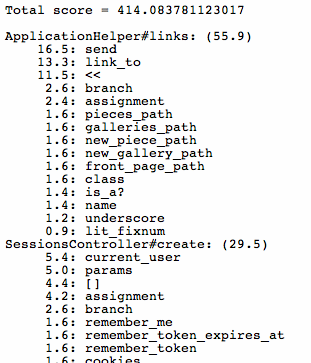 Total score = 414.083781123017

ApplicationHelper#links: (55.9)
16.5: send
13.3: link_to
11.5: <<
2.6: branch
2.4: assignment
1.6: pieces_path
1.6: galleries_path
1.6: new_piece_path
1.6: new_gallery_path
1.6: front_page_path
1.6: class
1.4: is_a?
1.4: name
1.2: underscore
0.9: lit_fixnum
SessionsController#create: (29.5)
5.4: current_user
5.0: params
4.4: []
4.2: assignment
2.6: branch
1.6: remember_me
1.6: remember_token_expires_at
1.6: remember_token
1.6: cookies